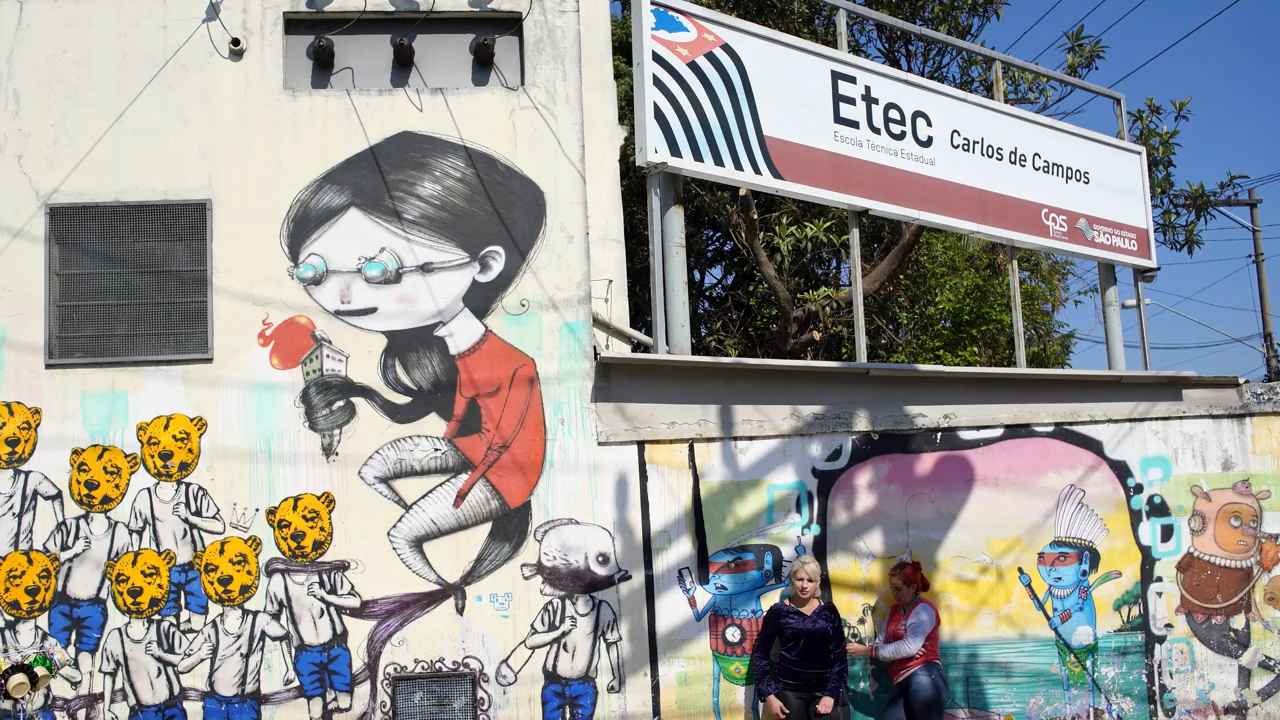 Etec
Escola Técnica Estadual
Carlos de Campos
CPS
GOVERNO DO ESTADO
SÃO PAULO